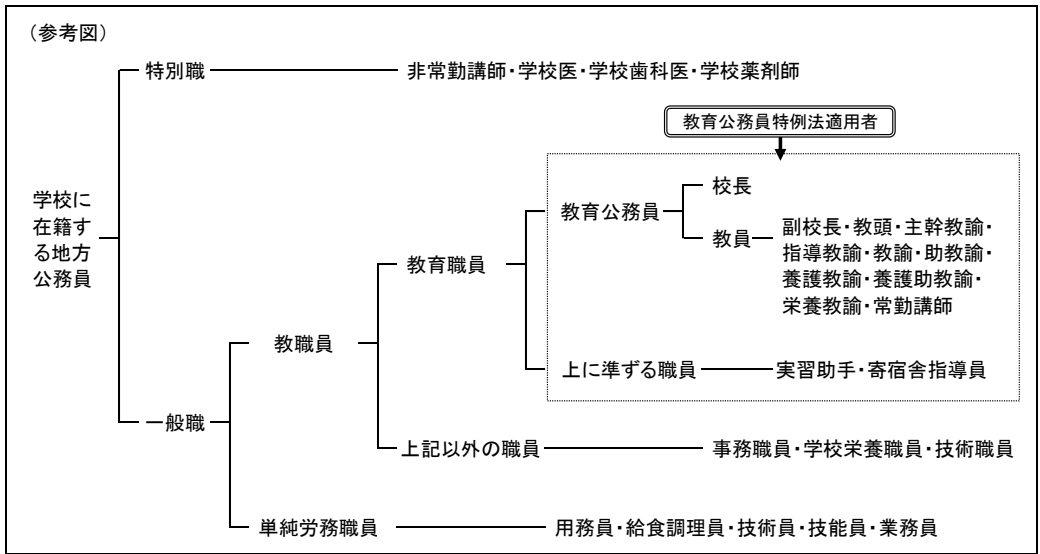 （参考図）
特別職
非常勤講師・学校医・学校歯科医・学校薬剤師
教育公務員特例法適用者
学校に
在籍す
る地方
公務員
教育公務員
校長
教員
副校長・教頭・主幹教諭・
指導教諭・教諭・助教諭・
養護教諭・養護助教諭・
栄養教諭・常勤講師
教育職員
教職員
上に準ずる職員
実習助手・寄宿舎指導員
一般職
上記以外の職員
事務職員・学校栄養職員・技術職員
単純労務職員
用務員・給食調理員・技術員・技能員・業務員